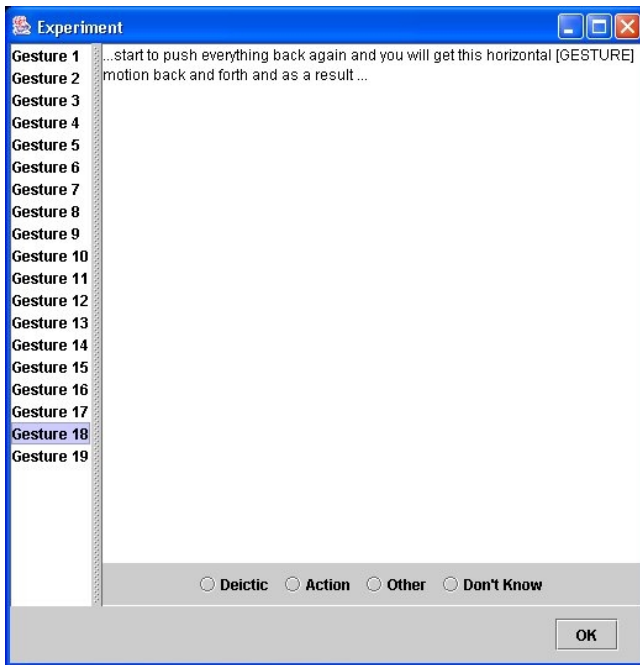 Experiment
Gesture 1
Gesture 2
Gesture 3
Gesture 4
Gesture 5
Gesture 6
Gesture 7
Gesture 8
Gesture 9
Gesture 10
Gesture 11
Gesture 12
Gesture 13
Gesture 14
Gesture 15
Gesture 16
Gesture 17
Gesture 18
Gesture 19
...start to push everything back again and you will get this horizontal [GESTURE]
motion back and forth and as a result ...
Deictic Action Other Don't Know
OK